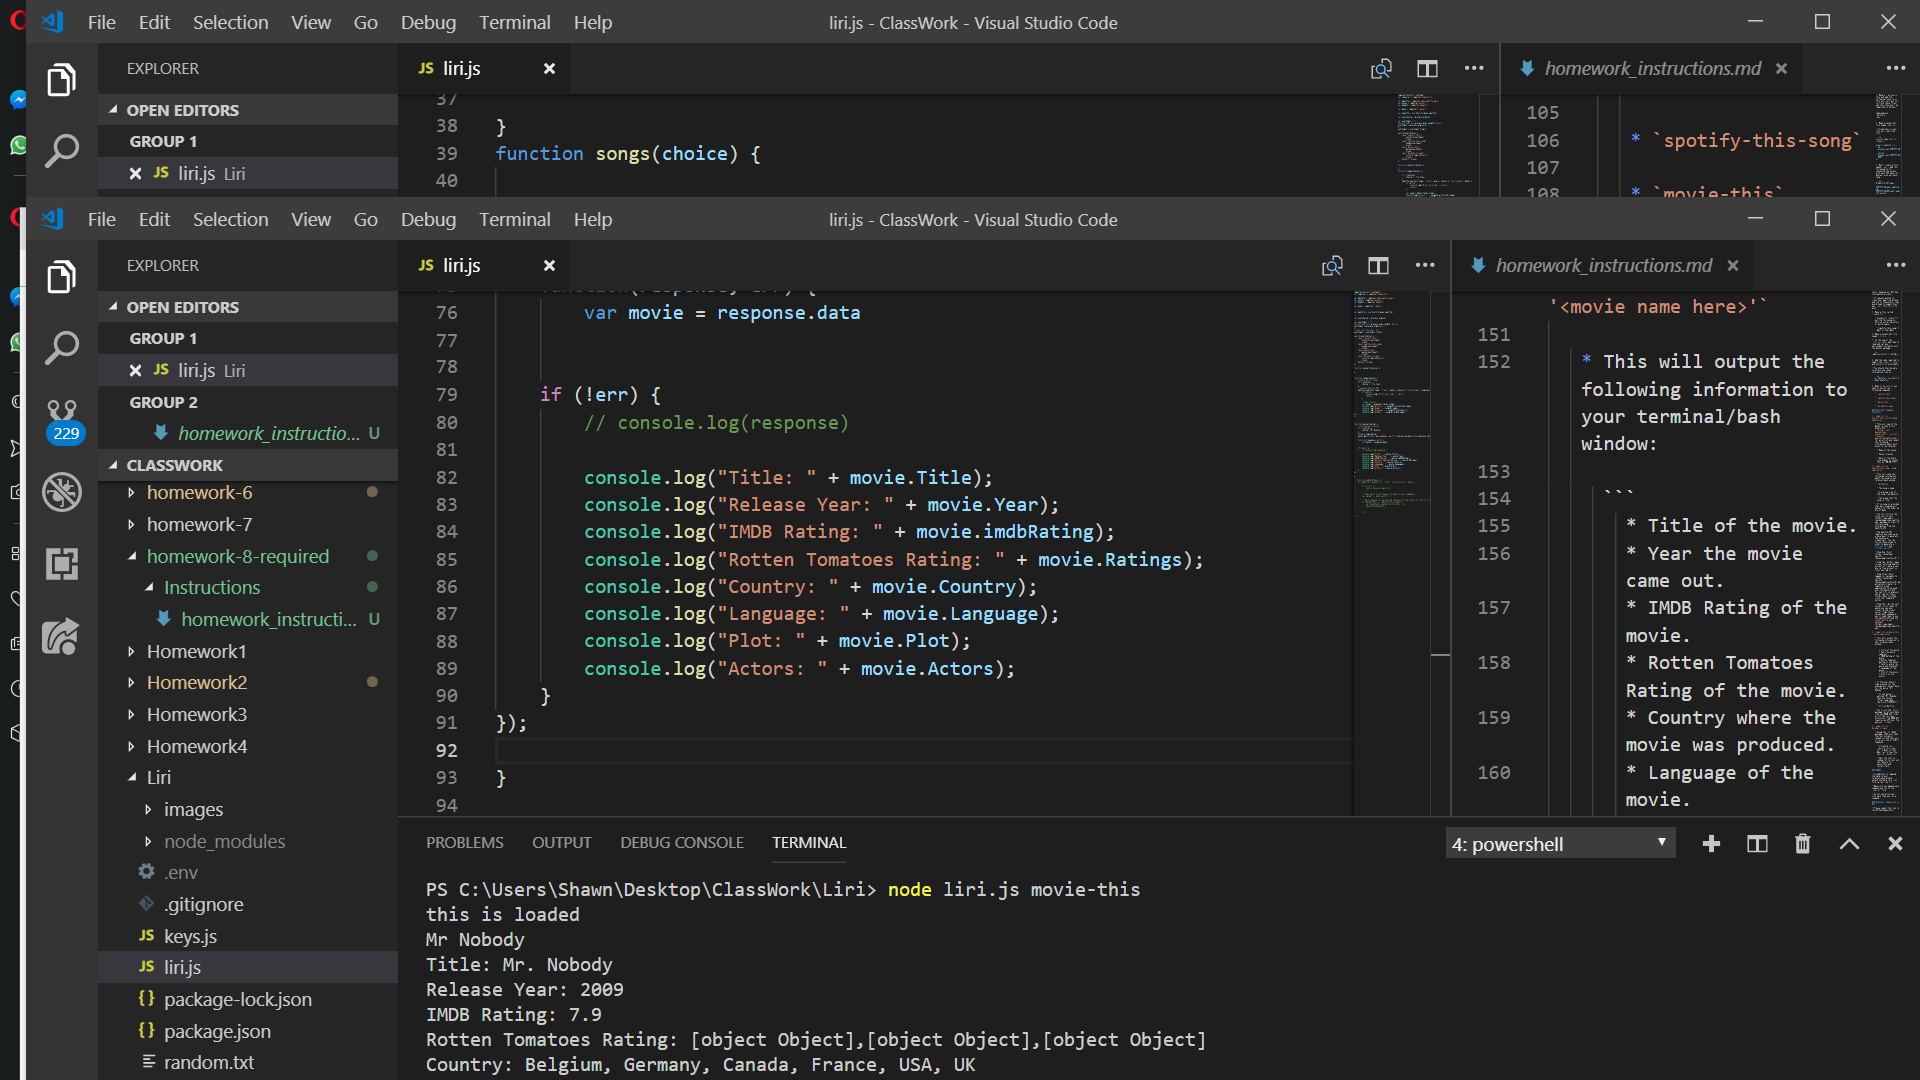 File Edit Selection View Go Debug Terminal Help
liri.js - ClassWork - Visual Studio Code
EXPLORER
OPEN EDITORS
GROUP 1
JS liri.js Liri
JS liri.js
37
38 }
39 function songs(choice) {
40
homework_instructions.md
105
106 * `spotify-this-song`
107
108 * `movie-this`
File Edit Selection View Go Debug Terminal Help
liri.js - ClassWork - Visual Studio Code
EXPLORER
OPEN EDITORS
GROUP 1
JS liri.js Liri
GROUP 2
homework_instructio... U
229
CLASSWORK
homework-6
homework-7
homework-8-required
Instructions
homework_instructi... U
Homework1
Homework2
Homework3
Homework4
Liri
images
node_modules
.env
.gitignore
JS keys.js
JS liri.js
{} package-lock.json
{} package.json
random.txt
JS liri.js
76 var movie = response.data
77
78
79 if (!err) {
80 // console.log(response)
81
82 console.log("Title: " + movie.Title);
83 console.log("Release Year: " + movie.Year);
84 console.log("IMDB Rating: " + movie.imdbRating);
85 console.log("Rotten Tomatoes Rating: " + movie.Ratings);
86 console.log("Country: " + movie.Country);
87 console.log("Language: " + movie.Language);
88 console.log("Plot: " + movie.Plot);
89 console.log("Actors: " + movie.Actors);
90 }
91 });
92
93 }
94
homework_instructions.md
'<movie name here>'`
151
152 * This will output the
following information to
your terminal/bash
window:
153
154 ```
155 * Title of the movie.
156 * Year the movie
came out.
157 * IMDB Rating of the
movie.
158 * Rotten Tomatoes
Rating of the movie.
159 * Country where the
movie was produced.
160 * Language of the
movie.
PROBLEMS OUTPUT DEBUG CONSOLE TERMINAL
4: powershell
PS C:\Users\Shawn\Desktop\ClassWork\Liri> node liri.js movie-this
this is loaded
Mr Nobody
Title: Mr. Nobody
Release Year: 2009
IMDB Rating: 7.9
Rotten Tomatoes Rating: [object Object],[object Object],[object Object]
Country: Belgium, Germany, Canada, France, USA, UK